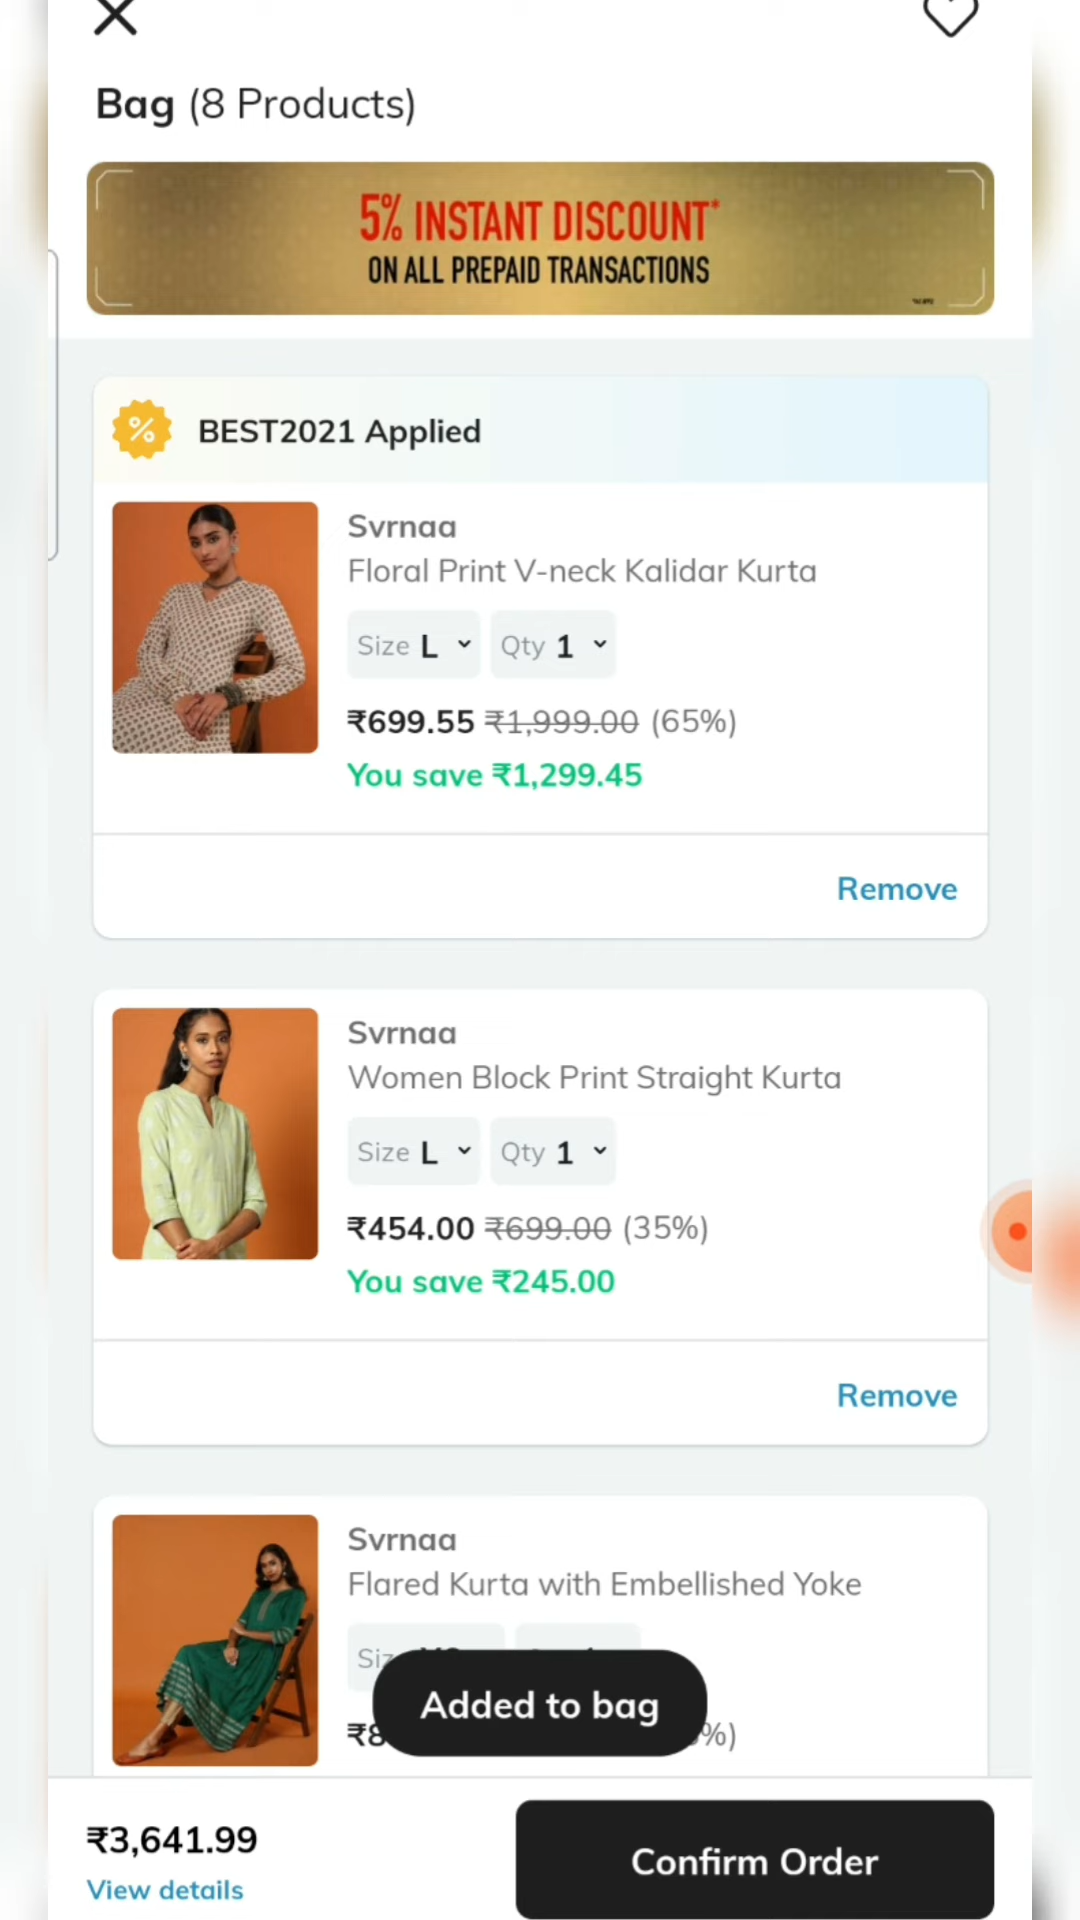 Bag (8 Products)
5% INSTANT DISCOUNT*
ON ALL PREPAID TRANSACTIONS
BEST2021 Applied
Svrnaa
Floral Print V-neck Kalidar Kurta
Size L Qty 1
₹699.55 ₹1,999.00 (65%)
You save ₹1,299.45
Remove
Svrnaa
Women Block Print Straight Kurta
Size L Qty 1
₹454.00 ₹699.00 (35%)
You save ₹245.00
Remove
Svrnaa
Flared Kurta with Embellished Yoke
Added to bag
₹3,641.99
Confirm Order
View details